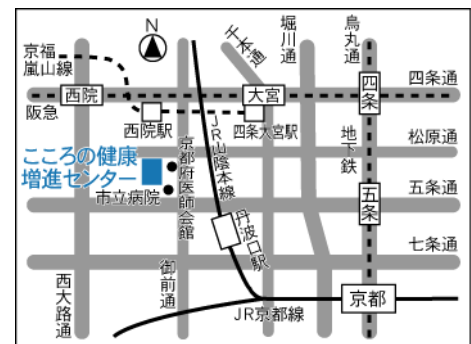 N
京福
嵐山線
千本通
堀川通
烏丸通
四条通
西院
大宮
四条
阪急
西院駅
四条大宮駅
JR山陰本線
地下鉄
松原通
こころの健康
増進センター
京都府医師会館
市立病院
五条通
五条
丹波口駅
七条通
西大路通
御前通
京都
JR京都線